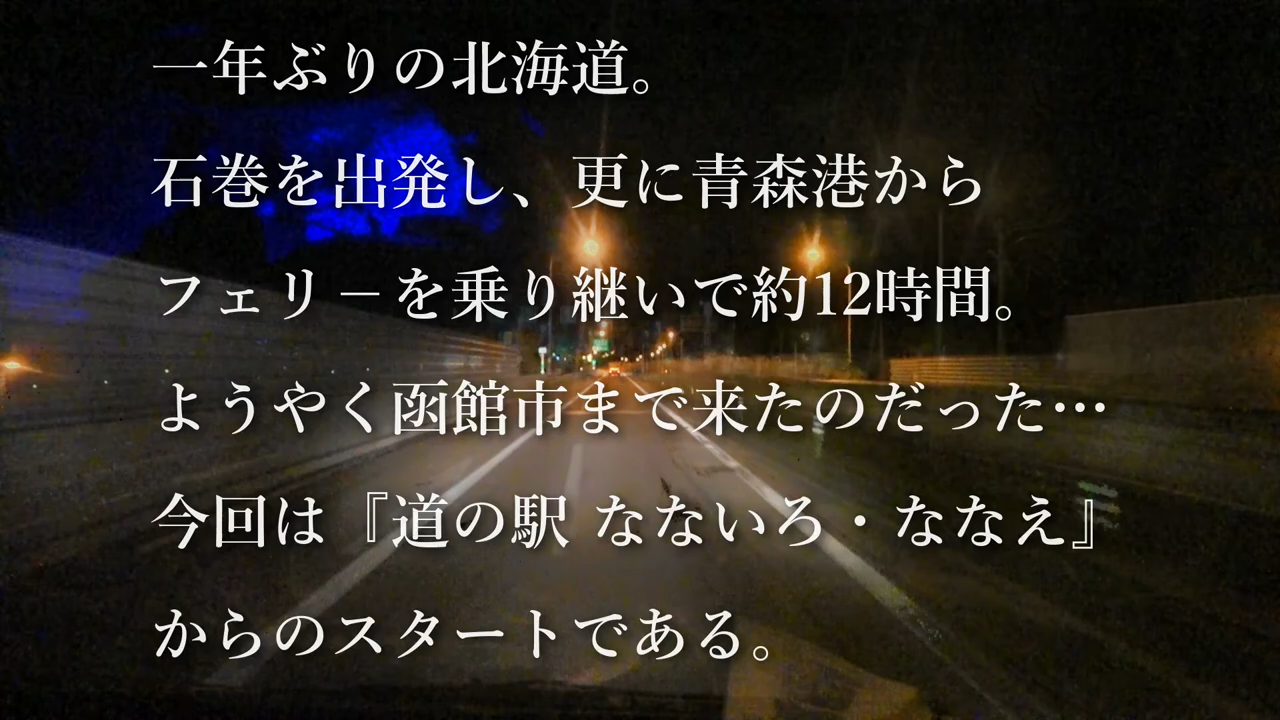 一年ぶりの北海道。
石巻を出発し、更に青森港から
フェリーを乗り継いで約12時間。
ようやく函館市まで来たのだった…
今回は『道の駅 なないろ・ななえ』
からのスタートである。